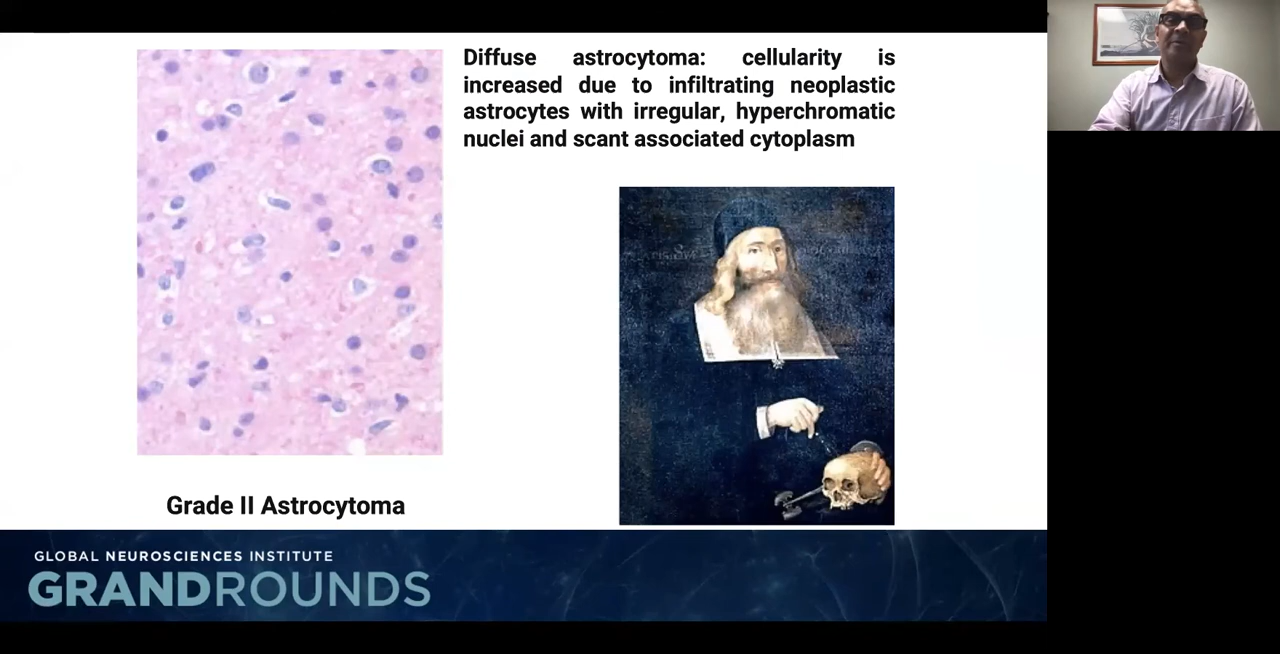 Diffuse astrocytoma: cellularity is
increased due to infiltrating neoplastic
astrocytes with irregular, hyperchromatic
nuclei and scant associated cytoplasm
Grade II Astrocytoma
GLOBAL NEUROSCIENCES INSTITUTE
GRANDROUNDS